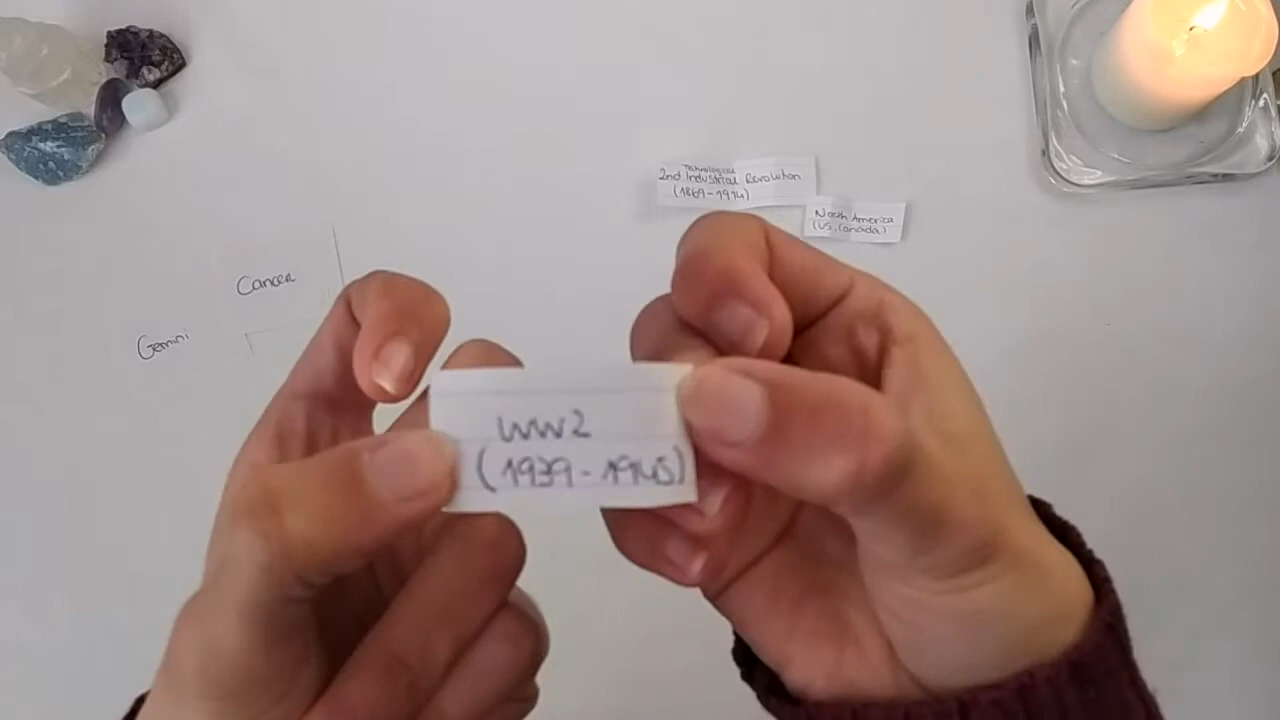 Technological
2nd Industrial Revolution
(1869-1914)
North America
(US, Canada)
Cancer
Gemini
WW2
(1939-1945)